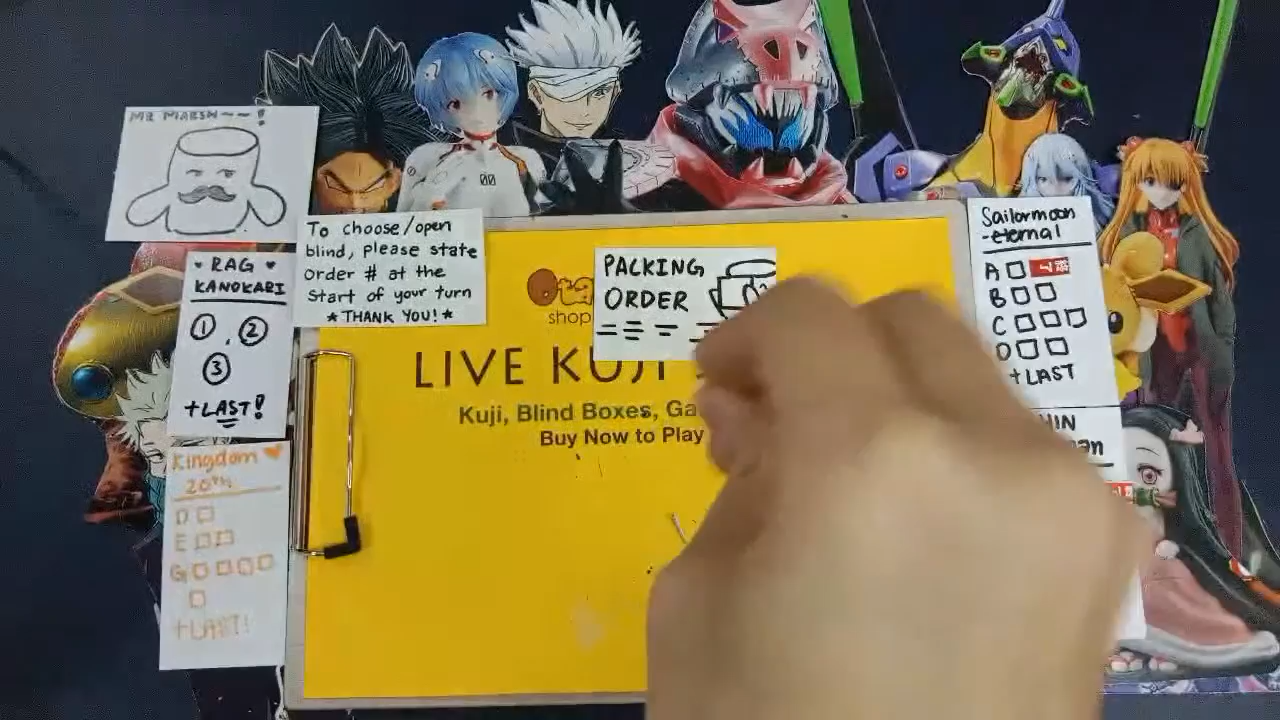 MR MARSH~~!
To choose/open
blind, please state
order # at the
start of your turn
★THANK YOU!★
RAG
KANOKARI
1, 2
3
+LAST!
Kingdom
20th
D
E
G
+LAST!
shop
LIVE KUJI
Kuji, Blind Boxes,
Buy Now to Play
PACKING
ORDER
Sailormoon
-eternal
A
B
C
D
+LAST
00